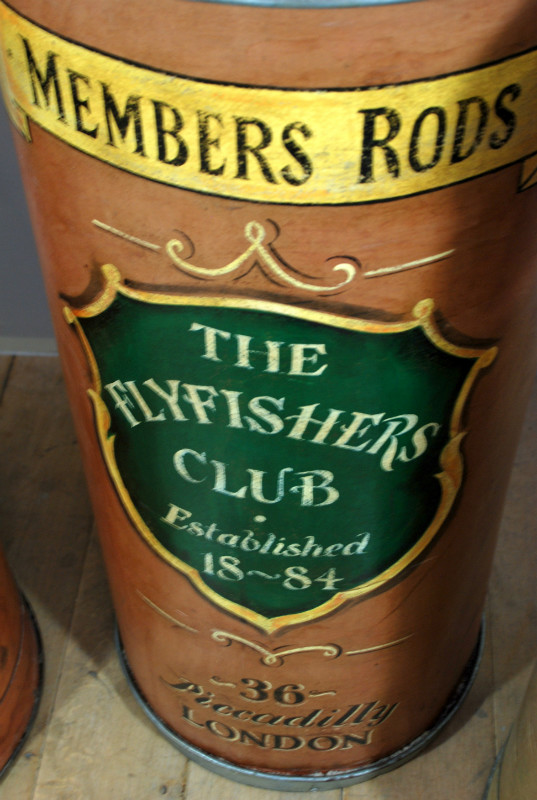 MEMBERS RODS
THE
FLYFISHERS
CLUB
Established
18~84
~36~
Piccadilly
LONDON